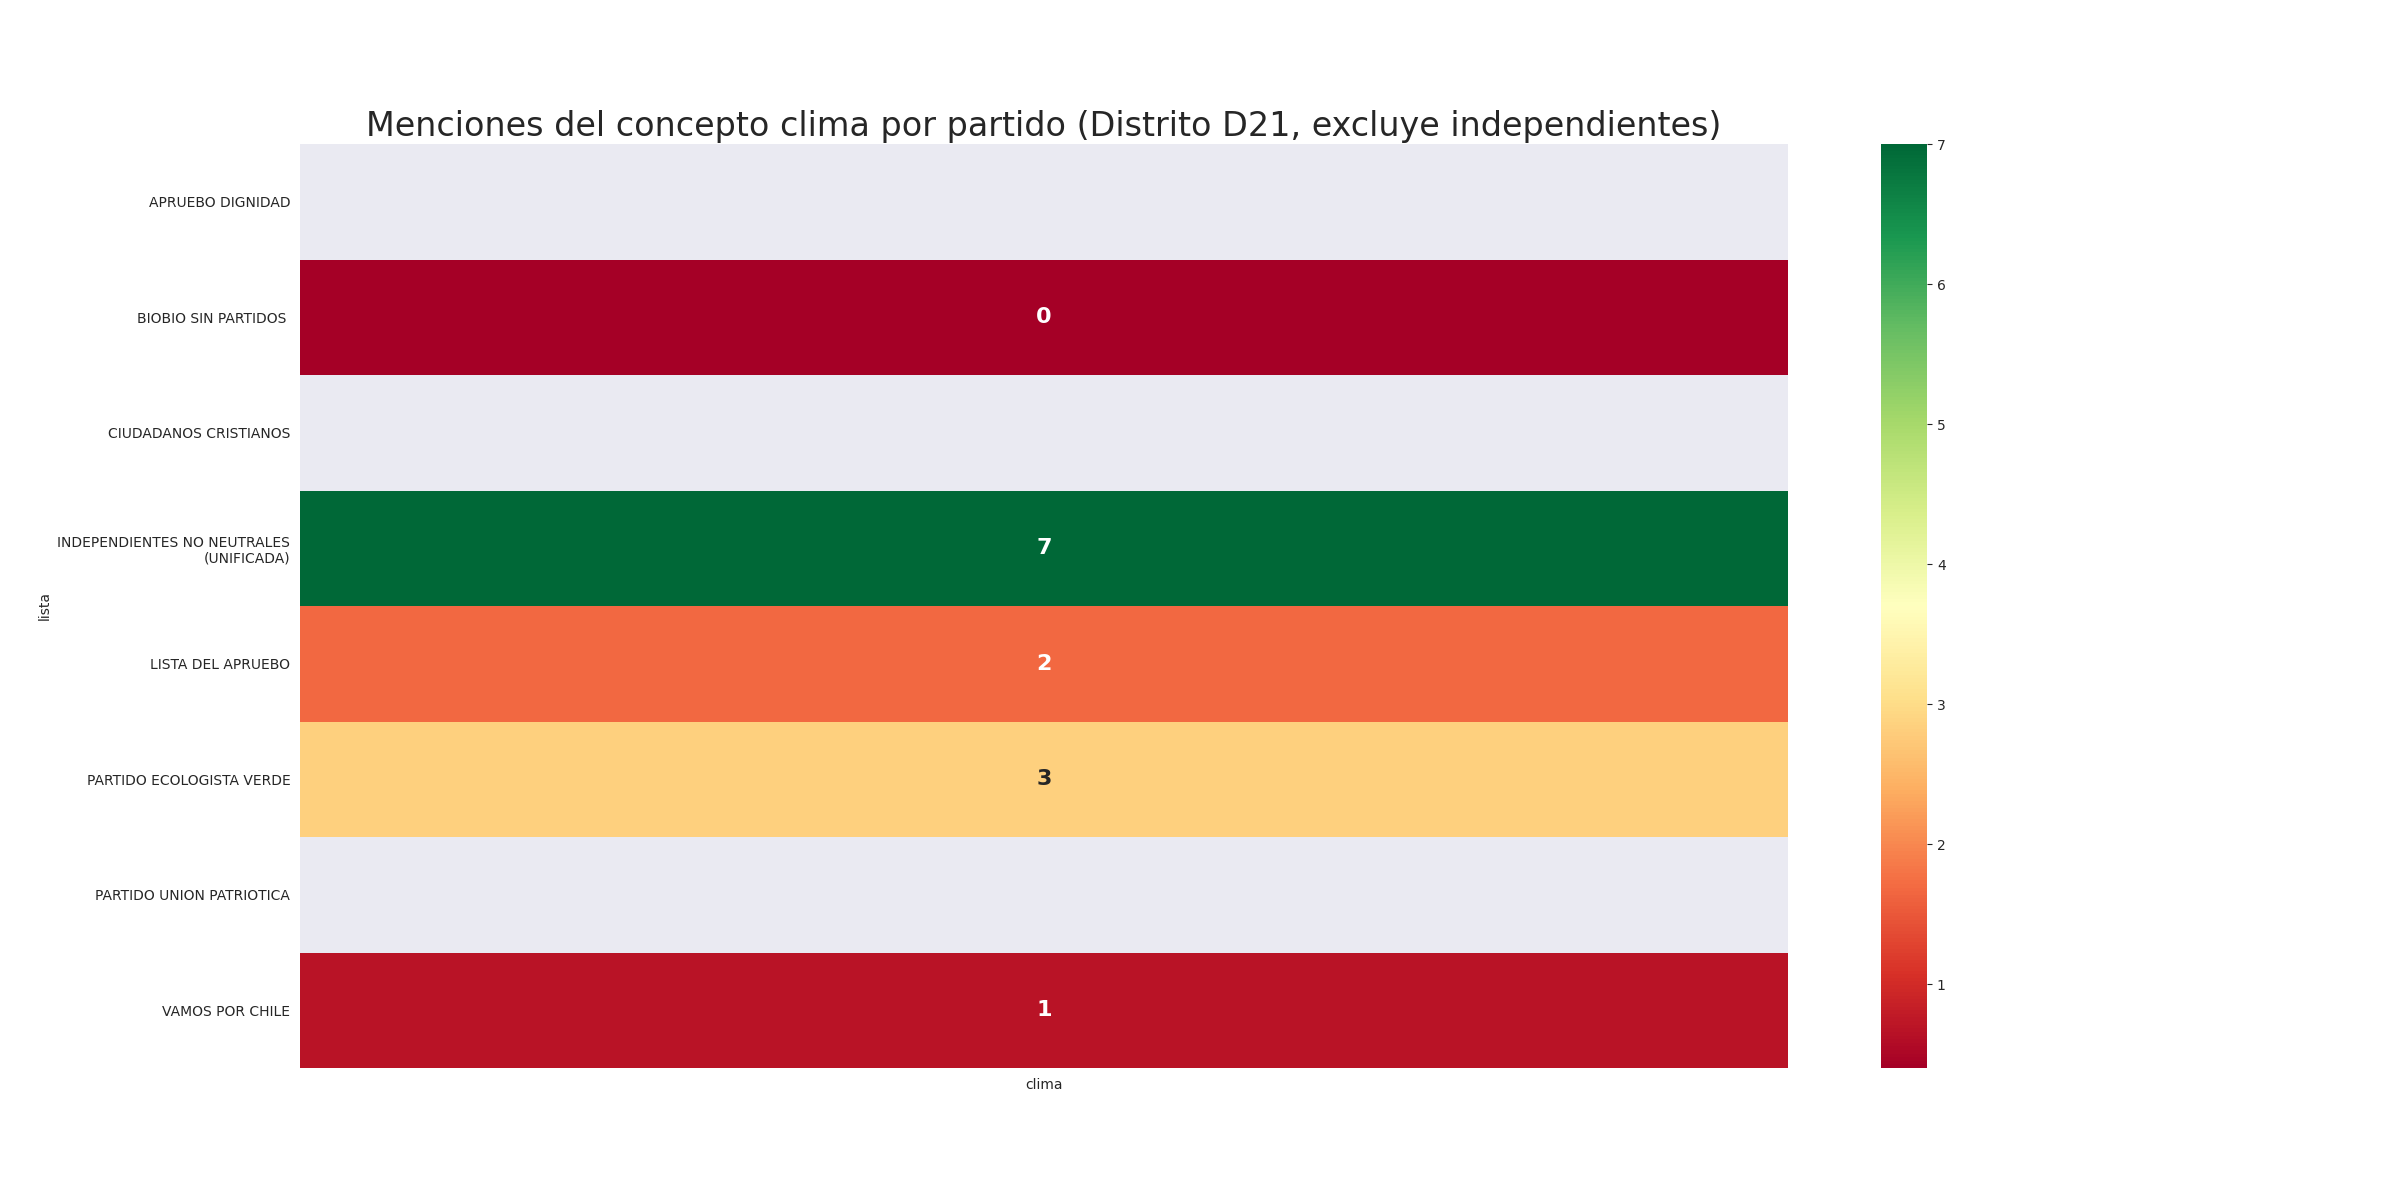 Menciones del concepto clima por partido (Distrito D21, excluye independientes)
APRUEBO DIGNIDAD
BIOBIO SIN PARTIDOS
0
CIUDADANOS CRISTIANOS
INDEPENDIENTES NO NEUTRALES
(UNIFICADA)
7
LISTA DEL APRUEBO
2
PARTIDO ECOLOGISTA VERDE
3
PARTIDO UNION PATRIOTICA
VAMOS POR CHILE
1
lista
clima
7
6
5
4
3
2
1